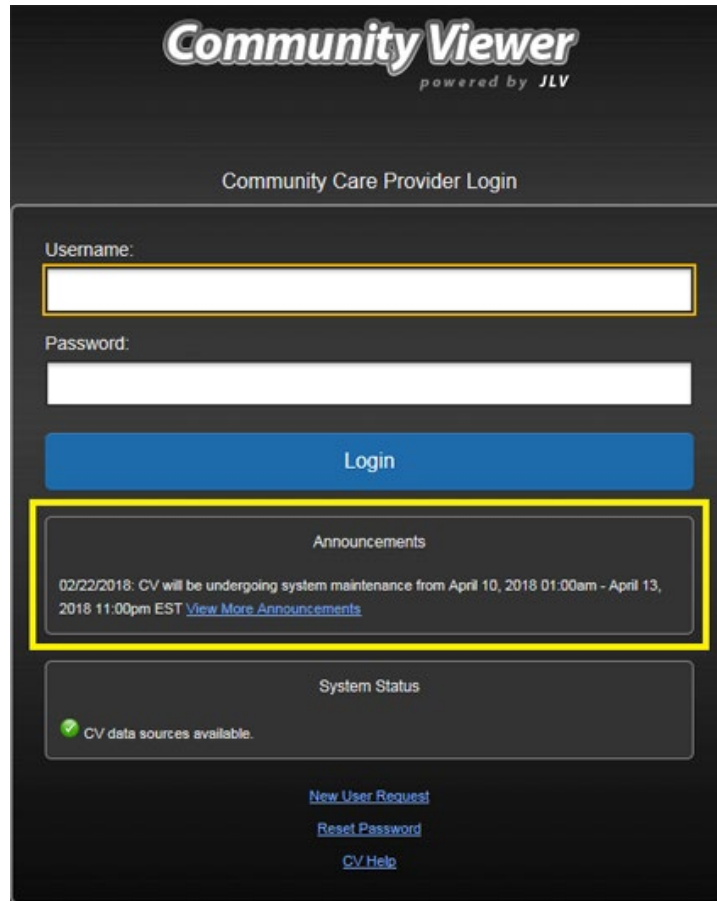 Community Viewer
powered by JLV
Community Care Provider Login
Username:
Password:
Login
Announcements
02/22/2018: CV will be undergoing system maintenance from April 10, 2018 01:00am - April 13,
2018 11:00pm EST View More Announcements
System Status
CV data sources available.
New User Request
Reset Password
CV Help